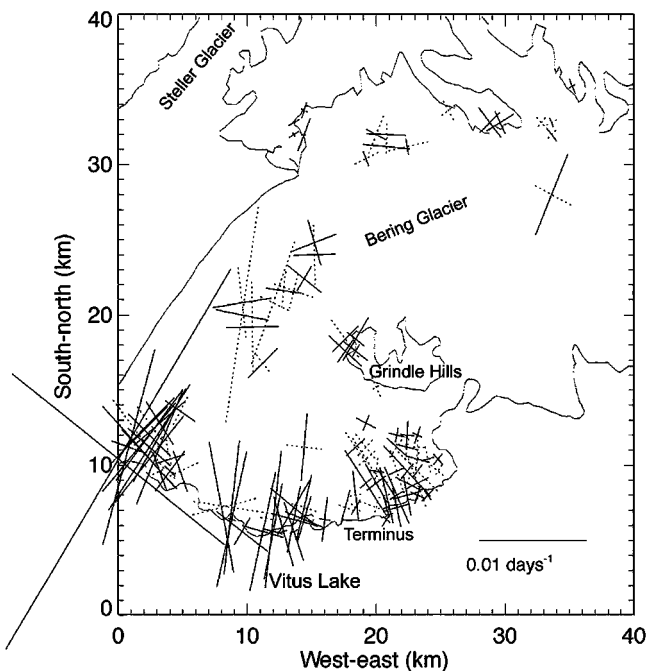 40
Steller Glacier
30
Bering Glacier
South-north (km)
20
Grindle Hills
10
Terminus
0.01 days⁻¹
Vitus Lake
0
0 10 20 30 40
West-east (km)